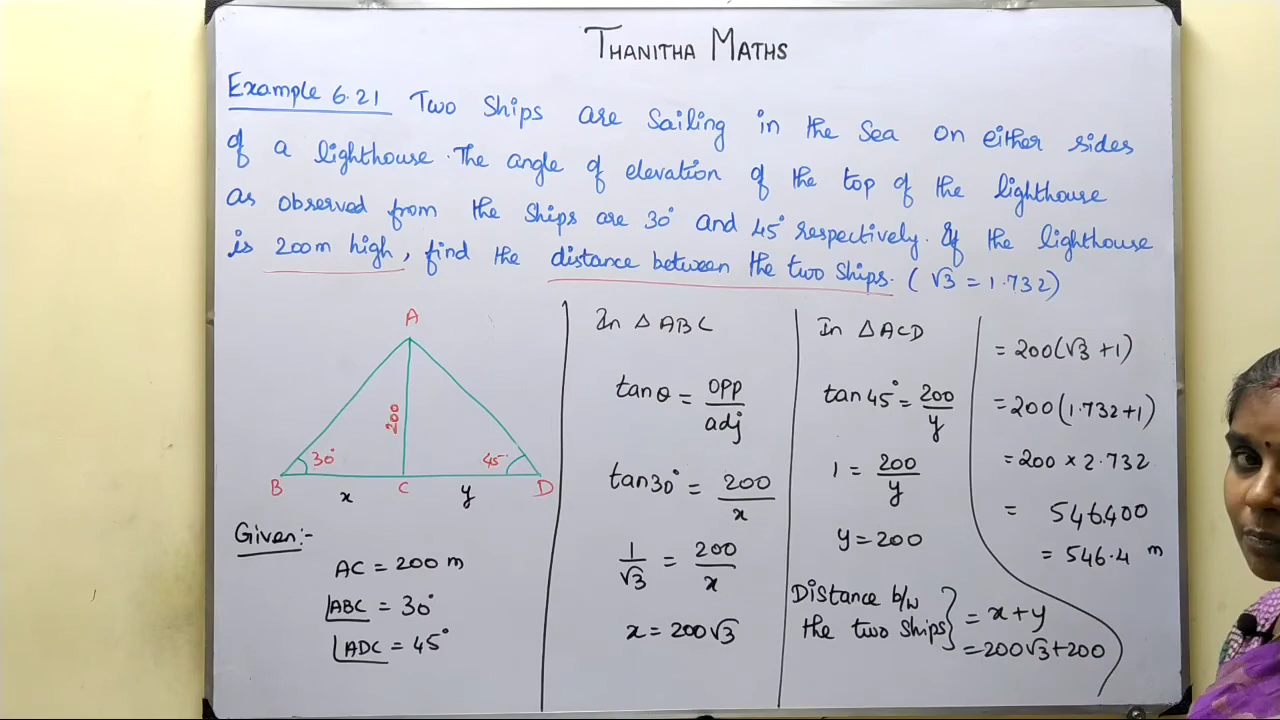 THANITHA MATHS
Example 6.21 Two Ships are Sailing in the Sea on either sides
of a lighthouse. The angle of elevation of the top of the lighthouse
as observed from the ships are 30° and 45° respectively. If the lighthouse
is 200m high, find the distance between the two ships. (√3 = 1.732)
A
200
30°
45°
B
x
C
y
D
Given:-
AC = 200 m
∠ABC = 30°
∠ADC = 45°
In △ABC
tanθ = opp/adj
tan30° = 200/x
1/√3 = 200/x
x = 200√3
In △ACD
tan45° = 200/y
1 = 200/y
y = 200
Distance b/w
the two ships } = x+y
= 200√3+200
= 200(√3 +1)
= 200(1.732+1)
= 200 × 2.732
= 546.400
= 546.4 m